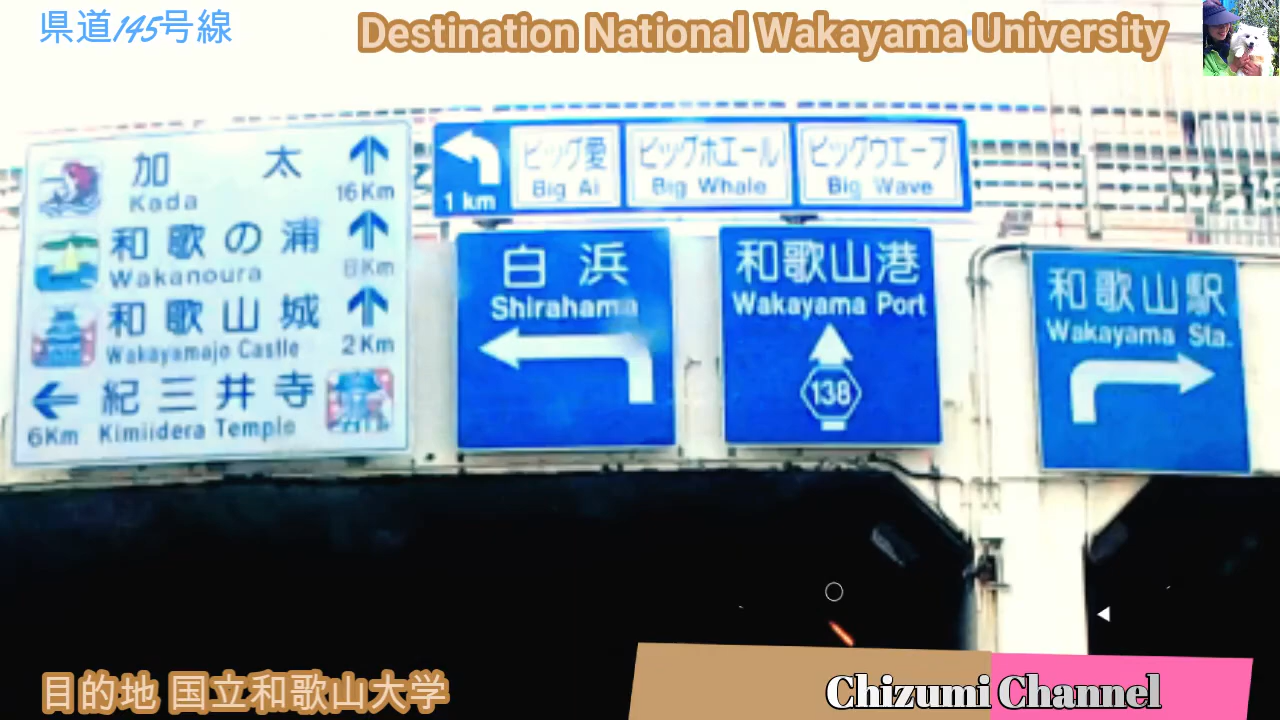 県道145号線
Destination National Wakayama University
加太
Kada
16Km
和歌の浦
Wakanoura
8Km
和歌山城
Wakayamajo Castle
2Km
紀三井寺
6Km
Kimiidera Temple
1 km
ビッグ愛
Big Ai
ビッグホエール
Big Whale
ビッグウエーブ
Big Wave
白浜
Shirahama
和歌山港
Wakayama Port
138
和歌山駅
Wakayama Sta.
目的地 国立和歌山大学
Chizumi Channel